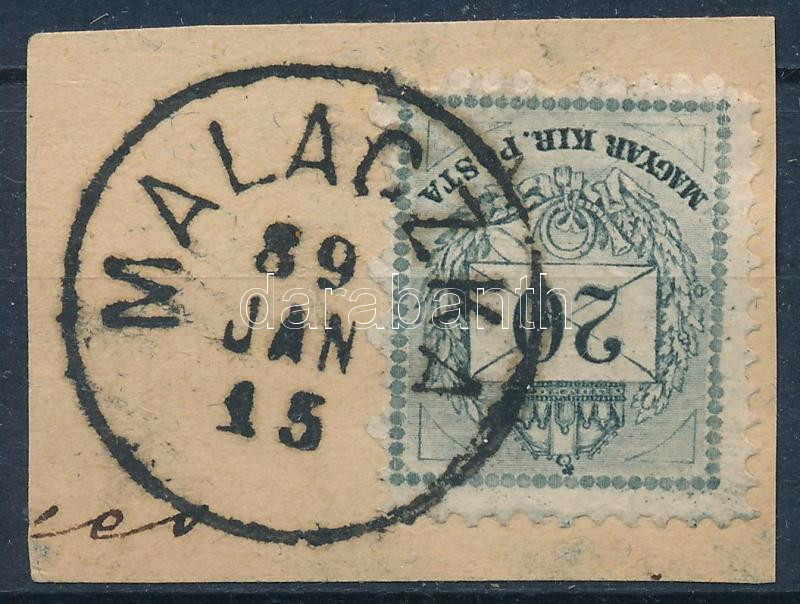 MALACZKA
89
JAN
15
MAGYAR KIR. POSTA
20
darabanth